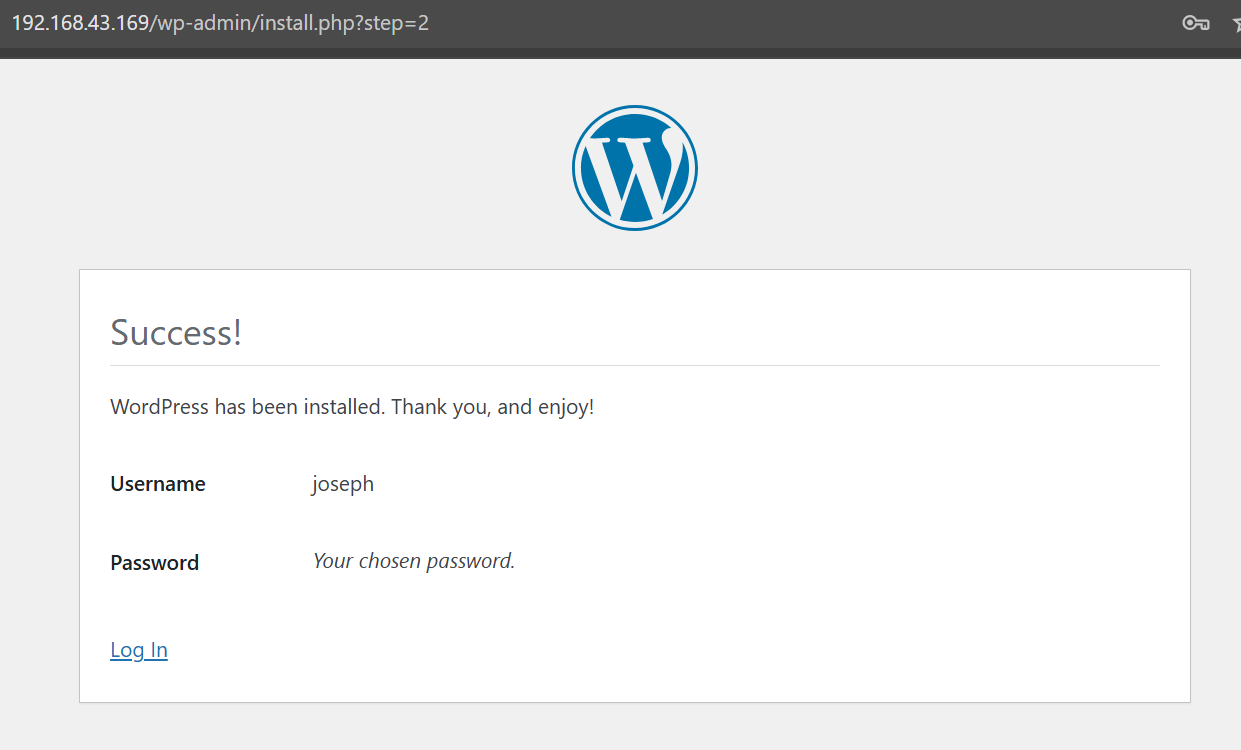 192.168.43.169/wp-admin/install.php?step=2
W
Success!
WordPress has been installed. Thank you, and enjoy!
Username joseph
Password Your chosen password.
Log In